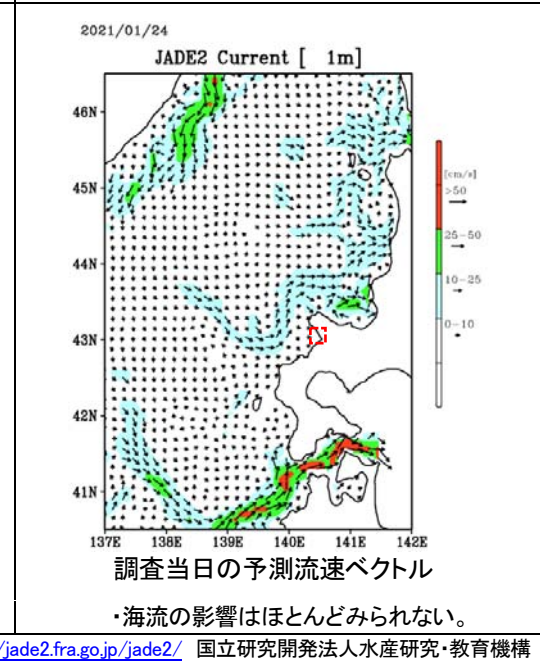 2021/01/24
JADE2 Current [ 1m]
46N
45N
44N
43N
42N
41N
137E 138E 139E 140E 141E 142E
[cm/s]
>50
25-50
10-25
0-10
調査当日の予測流速ベクトル
・海流の影響はほとんどみられない。
/jade2.fra.go.jp/jade2/ 国立研究開発法人水産研究・教育機構